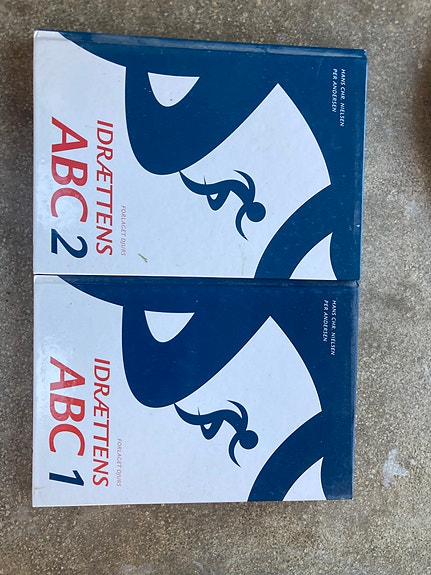 HANS CHR. NIELSEN
PER ANDERSEN
FORLAGET DJURS
IDRÆTTENS
ABC 2
HANS CHR. NIELSEN
PER ANDERSEN
FORLAGET DJURS
IDRÆTTENS
ABC 1